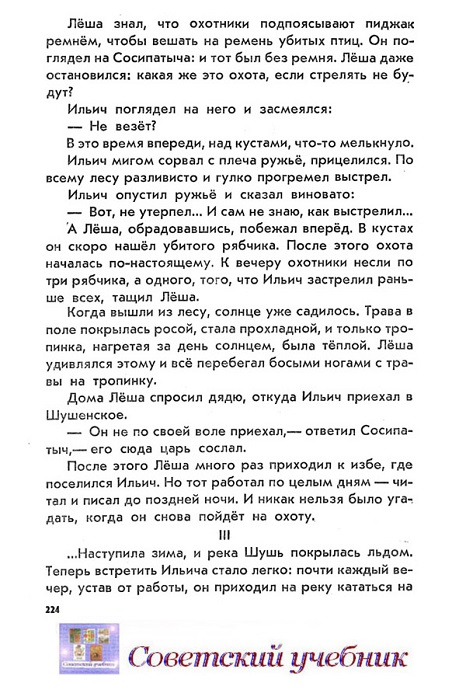 Лёша знал, что охотники подпоясывают пиджак
ремнём, чтобы вешать на ремень убитых птиц. Он по-
глядел на Сосипатыча: и тот был без ремня. Лёша даже
остановился: какая же это охота, если стрелять не бу-
дут?
Ильич поглядел на него и засмеялся:
— Не везёт?
В это время впереди, над кустами, что-то мелькнуло.
Ильич мигом сорвал с плеча ружьё, прицелился. По
всему лесу разливисто и гулко прогремел выстрел.
Ильич опустил ружьё и сказал виновато:
— Вот, не утерпел... И сам не знаю, как выстрелил...
А Лёша, обрадовавшись, побежал вперёд. В кустах
он скоро нашёл убитого рябчика. После этого охота
началась по-настоящему. К вечеру охотники несли по
три рябчика, а одного, того, что Ильич застрелил рань-
ше всех, тащил Лёша.
Когда вышли из лесу, солнце уже садилось. Трава в
поле покрылась росой, стала прохладной, и только тро-
пинка, нагретая за день солнцем, была тёплой. Лёша
удивлялся этому и всё перебегал босыми ногами с тра-
вы на тропинку.
Дома Лёша спросил дядю, откуда Ильич приехал в
Шушенское.
— Он не по своей воле приехал,— ответил Сосипа-
тыч,— его сюда царь сослал.
После этого Лёша много раз приходил к избе, где
поселился Ильич. Но тот работал по целым дням — чи-
тал и писал до поздней ночи. И никак нельзя было уга-
дать, когда он снова пойдёт на охоту.
III
...Наступила зима, и река Шушь покрылась льдом.
Теперь встретить Ильича стало легко: почти каждый ве-
чер, устав от работы, он приходил на реку кататься на
224
Советский учебник